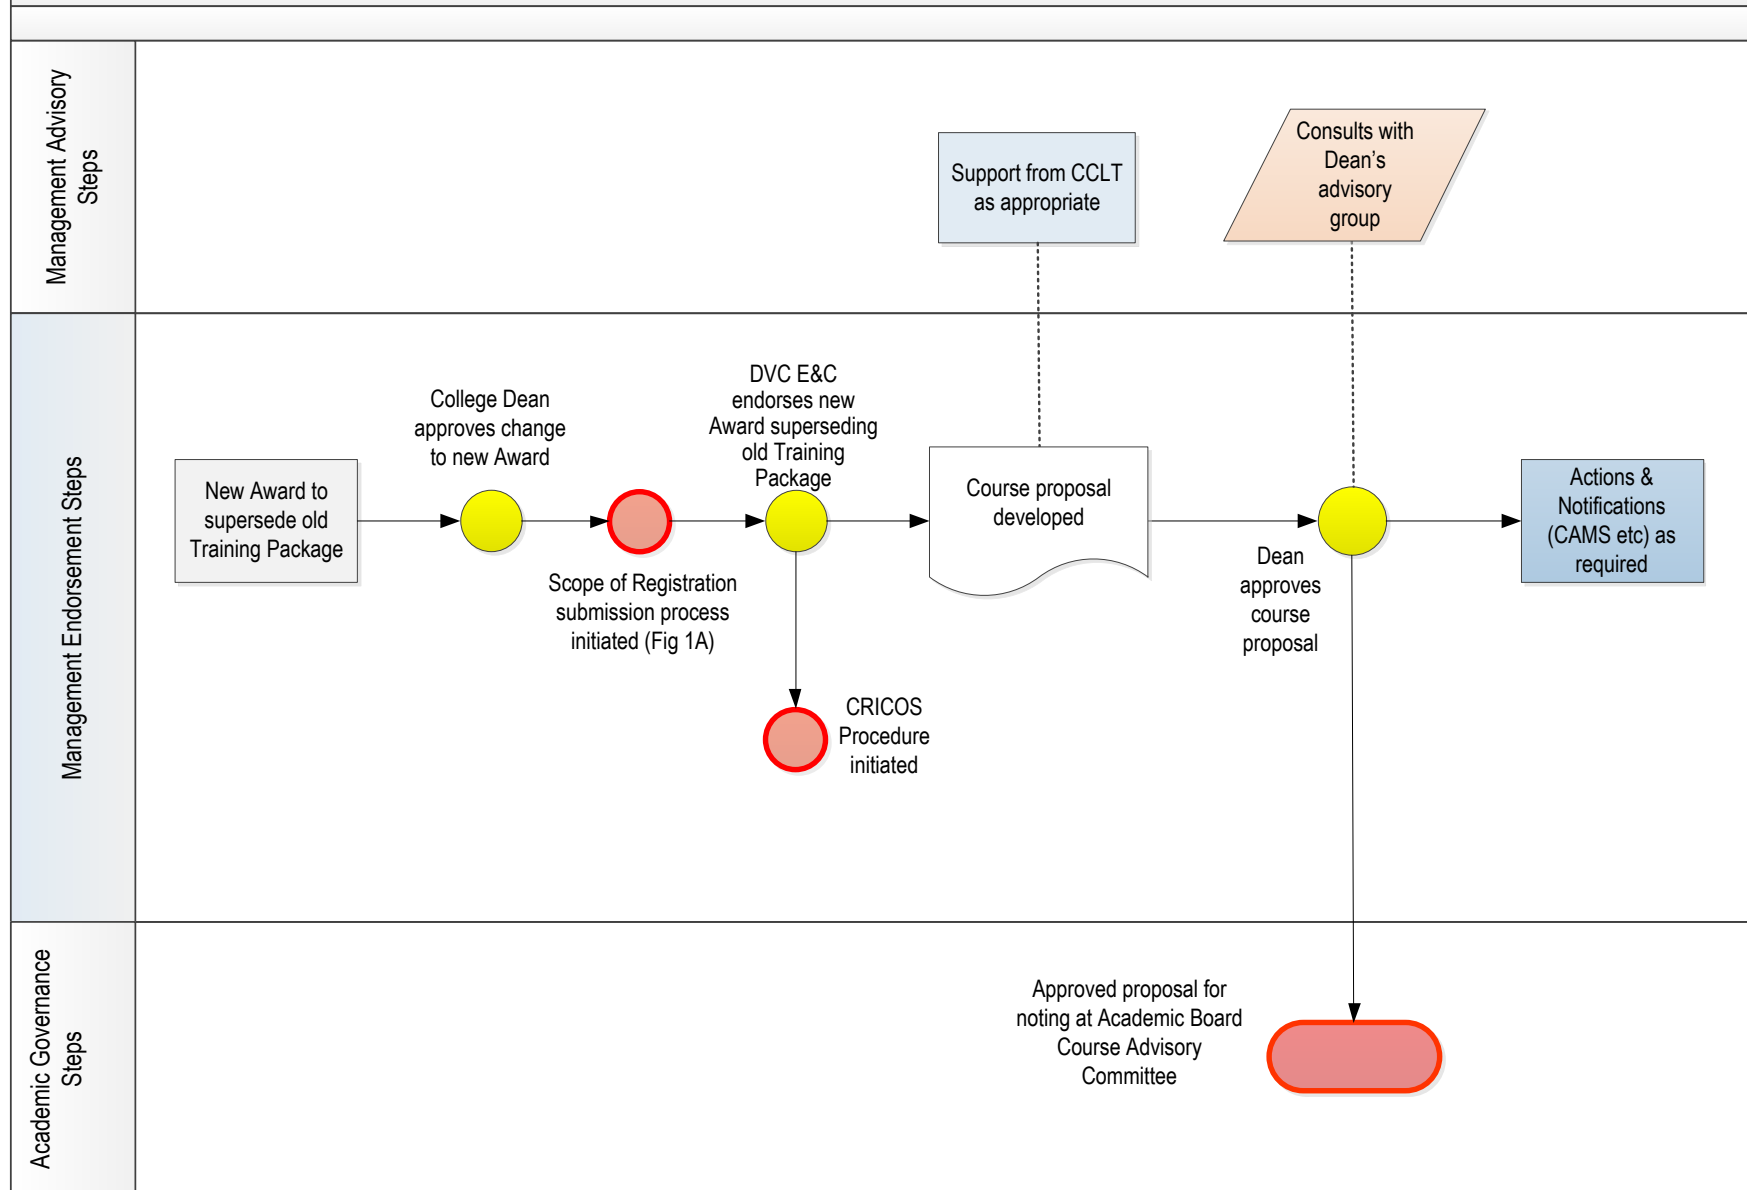 Management Advisory
Steps
Support from CCLT
as appropriate
Consults with
Dean's
advisory
group
Management Endorsement Steps
New Award to
supersede old
Training Package
College Dean
approves change
to new Award
Scope of Registration
submission process
initiated (Fig 1A)
DVC E&C
endorses new
Award superseding
old Training
Package
CRICOS
Procedure
initiated
Course proposal
developed
Dean
approves
course
proposal
Actions &
Notifications
(CAMS etc) as
required
Academic Governance
Steps
Approved proposal for
noting at Academic Board
Course Advisory
Committee